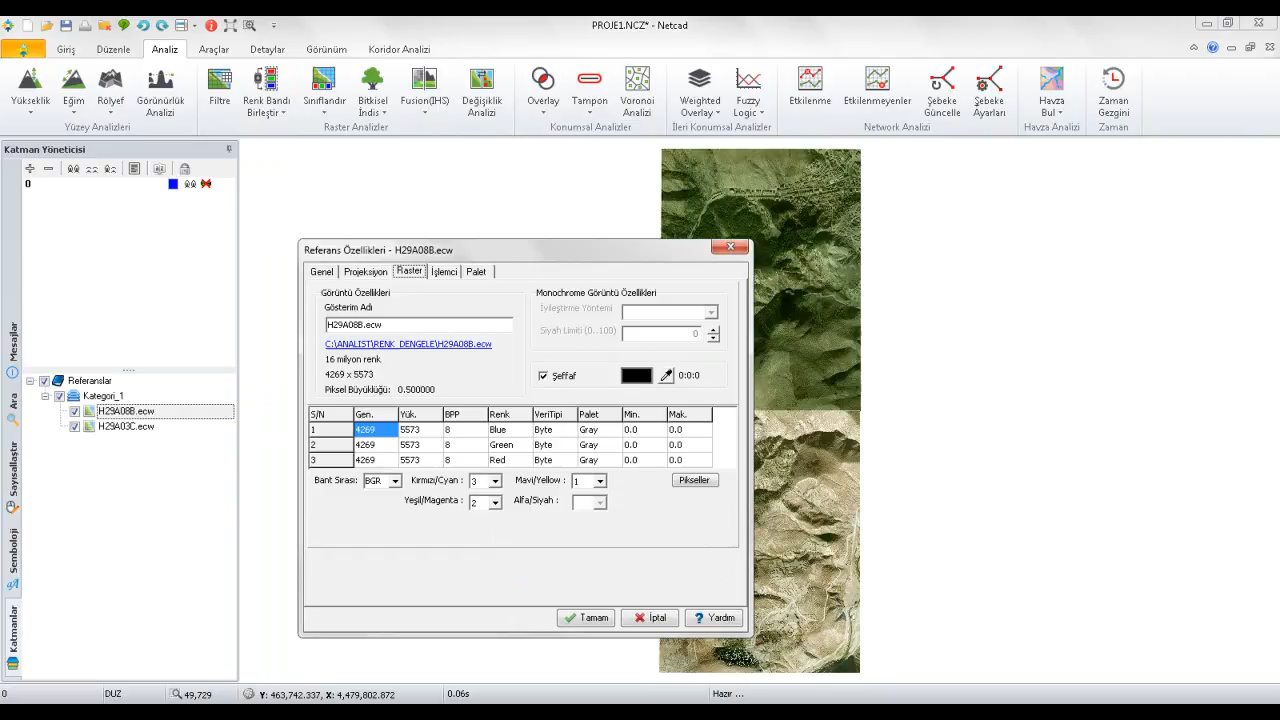 PROJE1.NCZ* - Netcad
Giriş Düzenle Analiz Araçlar Detaylar Görünüm Koridor Analizi
Yükseklik Eğim Rölyef Görünürlük Analizi
Yüzey Analizleri
Filtre Renk Bandı Birleştir Sınıflandır Bitkisel İndis Fusion(IHS) Değişiklik Analizi
Raster Analizler
Overlay Tampon Voronoi Analizi
Konumsal Analizler
Weighted Overlay Fuzzy Logic
İleri Konumsal Analizler
Etkilenme Etkilenmeyenler Şebeke Güncelle Şebeke Ayarları
Network Analizi
Havza Bul
Havza Analizi
Zaman Gezgini
Zaman
Katman Yöneticisi
0
Mesajlar
Ara
Sayısallaştır
Semboloji
Katmanlar
Referanslar
Kategori_1
H29A08B.ecw
H29A03C.ecw
Referans Özellikleri - H29A08B.ecw
Genel Projeksiyon Raster İşlemci Palet
Görüntü Özellikleri
Gösterim Adı
H29A08B.ecw
C:\ANALIST\RENK_DENGELE\H29A08B.ecw
16 milyon renk
4269 x 5573
Piksel Büyüklüğü: 0.500000
Monochrome Görüntü Özellikleri
İyileştirme Yöntemi
Siyah Limiti (0...100) 0
Şeffaf 0:0:0
S/N Gen. Yük. BPP Renk VeriTipi Palet Min. Mak.
1 4269 5573 8 Blue Byte Gray 0.0 0.0
2 4269 5573 8 Green Byte Gray 0.0 0.0
3 4269 5573 8 Red Byte Gray 0.0 0.0
Bant Sırası: BGR Kırmızı/Cyan : 3 Mavi/Yellow : 1 Pikseller
Yeşil/Magenta : 2 Alfa/Siyah :
Tamam İptal Yardım
0 DUZ 49,729 Y: 463,742.337, X: 4,479,802.872 0.06s Hazır ...